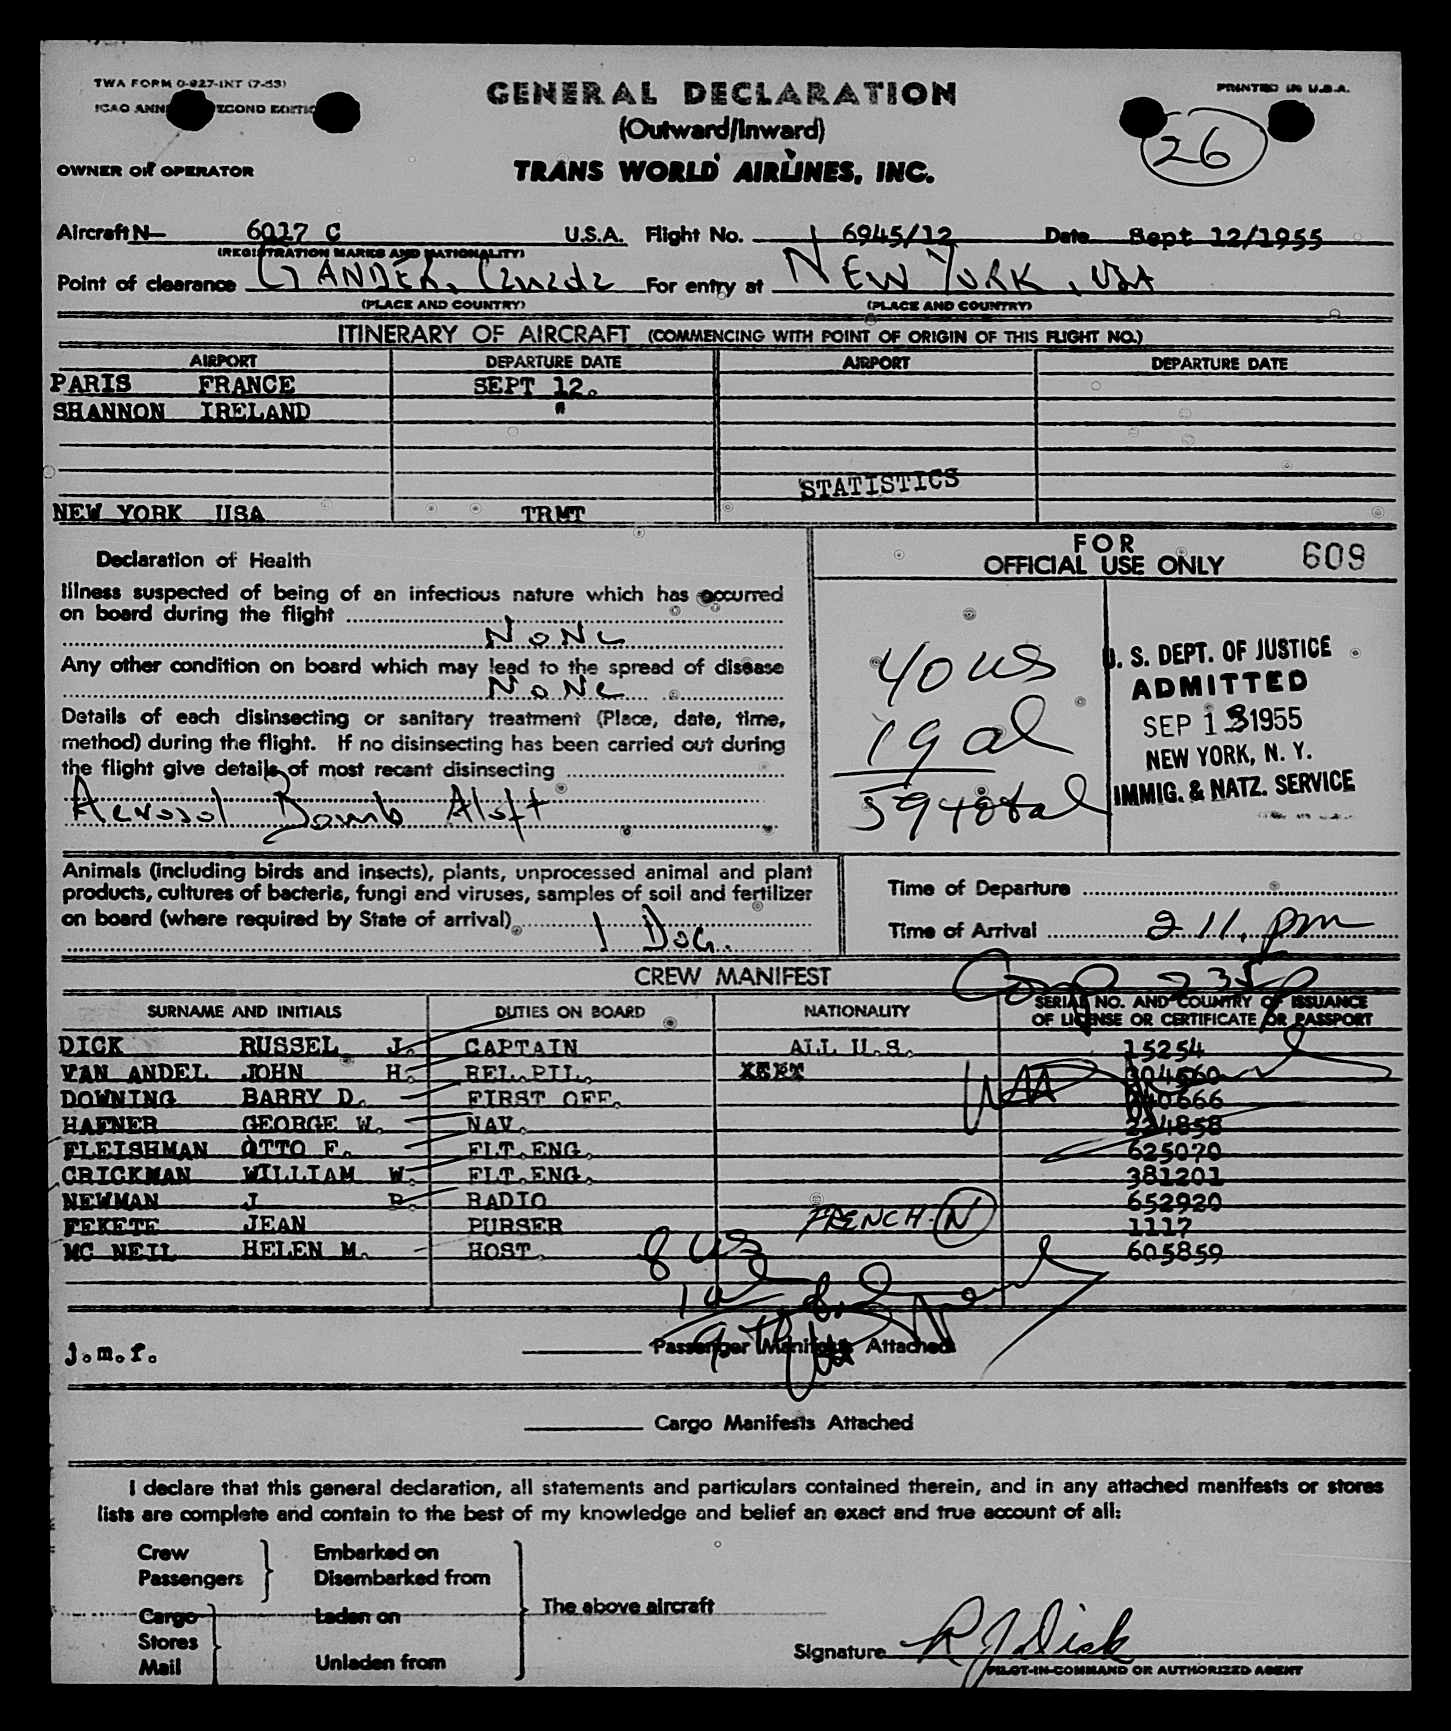 TWA FORM O-927-INT (7-53)
PRINTED IN U.S.A.
GENERAL DECLARATION
(Outward/Inward)
26
OWNER OR OPERATOR
TRANS WORLD AIRLINES, INC.
Aircraft N— 6017 C U.S.A. Flight No. 6945/12 Date Sept 12/1955
(REGISTRATION MARKS AND NATIONALITY)
Point of clearance GANDER, For entry at NEW YORK, USA
(PLACE AND COUNTRY) (PLACE AND COUNTRY)
ITINERARY OF AIRCRAFT (COMMENCING WITH POINT OF ORIGIN OF THIS FLIGHT NO.)
AIRPORT DEPARTURE DATE AIRPORT DEPARTURE DATE
PARIS FRANCE SEPT 12.
SHANNON IRELAND "
STATISTICS
NEW YORK USA TRMT
Declaration of Health
FOR
OFFICIAL USE ONLY 609
Illness suspected of being of an infectious nature which has occurred
on board during the flight
NONE
Any other condition on board which may lead to the spread of disease
NONE
Details of each disinsecting or sanitary treatment (Place, date, time,
method) during the flight. If no disinsecting has been carried out during
the flight give details of most recent disinsecting
Aerosol Bomb Aloft
40 us
19 al
59 total
U. S. DEPT. OF JUSTICE
ADMITTED
SEP 13 1955
NEW YORK, N. Y.
IMMIG. & NATZ. SERVICE
Animals (including birds and insects), plants, unprocessed animal and plant
products, cultures of bacteria, fungi and viruses, samples of soil and fertilizer
on board (where required by State of arrival)
1 DOG.
Time of Departure
Time of Arrival 211 pm
Comp 235 p
CREW MANIFEST
SURNAME AND INITIALS DUTIES ON BOARD NATIONALITY SERIAL NO. AND COUNTRY OF ISSUANCE
OF LICENSE OR CERTIFICATE OR PASSPORT
DICK RUSSEL J. CAPTAIN ALL U.S. 15254
VAN ANDEL JOHN H. REL.PIL. 304560
DOWNING BARRY D. FIRST OFF.
HAFNER GEORGE W. NAV. 224858
FLEISHMAN OTTO F. FLT.ENG. 625070
CRICKMAN WILLIAM W. FLT.ENG. 381201
NEWMAN J P. RADIO 652920
FEKETE JEAN PURSER FRENCH N 1117
MC NEIL HELEN M. HOST. 605859
8 US
j.m.f.
Passenger Manifests Attached
Cargo Manifests Attached
I declare that this general declaration, all statements and particulars contained therein, and in any attached manifests or stores
lists are complete and contain to the best of my knowledge and belief an exact and true account of all:
Crew Embarked on
Passengers Disembarked from
The above aircraft
Cargo Laden on
Stores
Mail Unladen from
Signature R J Dick
PILOT-IN-COMMAND OR AUTHORIZED AGENT